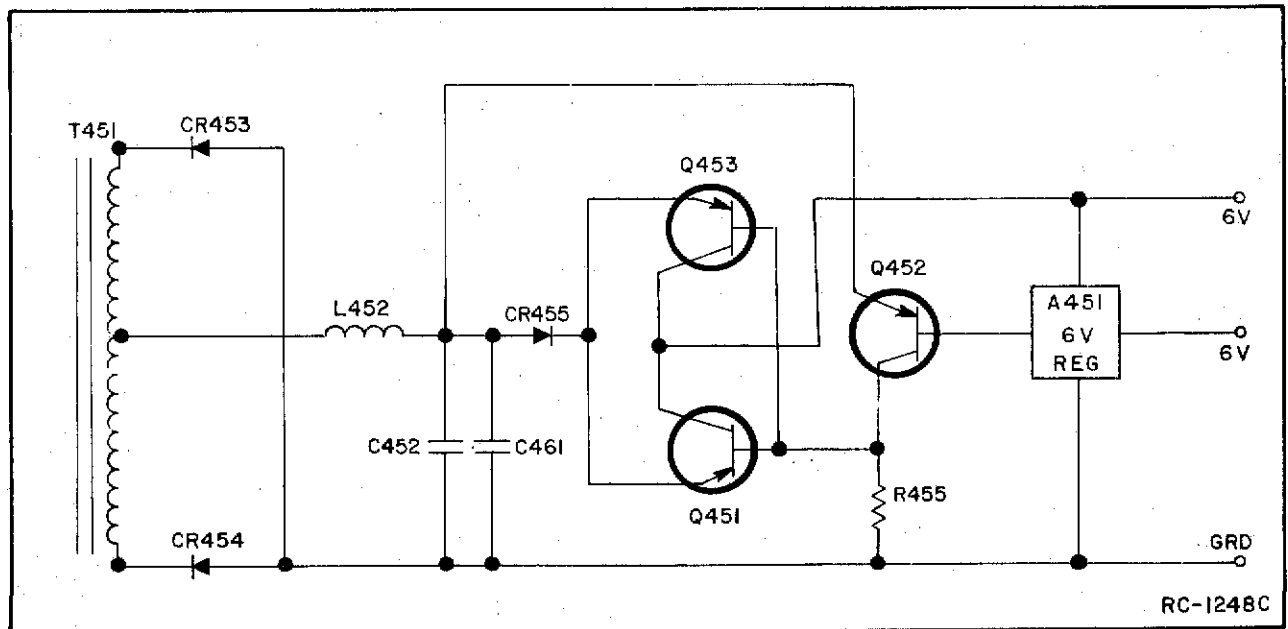 T451
CR453
Q453
6V
Q452
L452
CR455
A451
6V
REG
6V
C452
C461
R455
Q451
CR454
GRD
RC-1248C